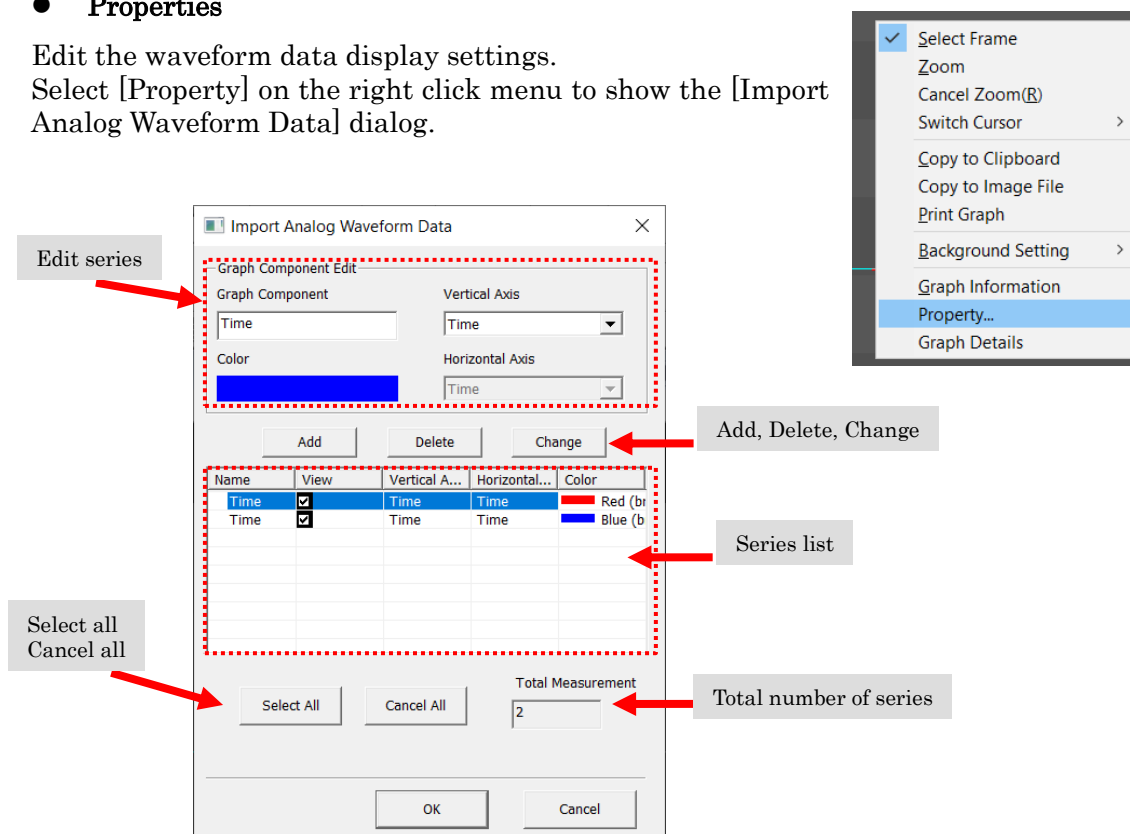 ● Properties
Edit the waveform data display settings.
Select [Property] on the right click menu to show the [Import
Analog Waveform Data] dialog.
Select Frame
Zoom
Cancel Zoom(R)
Switch Cursor >
Copy to Clipboard
Copy to Image File
Print Graph
Background Setting >
Graph Information
Property...
Graph Details
Import Analog Waveform Data
Edit series
Graph Component Edit
Graph Component Vertical Axis
Time Time
Color Horizontal Axis
Time
Add Delete Change
Add, Delete, Change
Name View Vertical A... Horizontal... Color
Time Time Time Red (br
Time Time Time Blue (b
Series list
Select all
Cancel all
Total Measurement
Select All Cancel All 2
Total number of series
OK Cancel